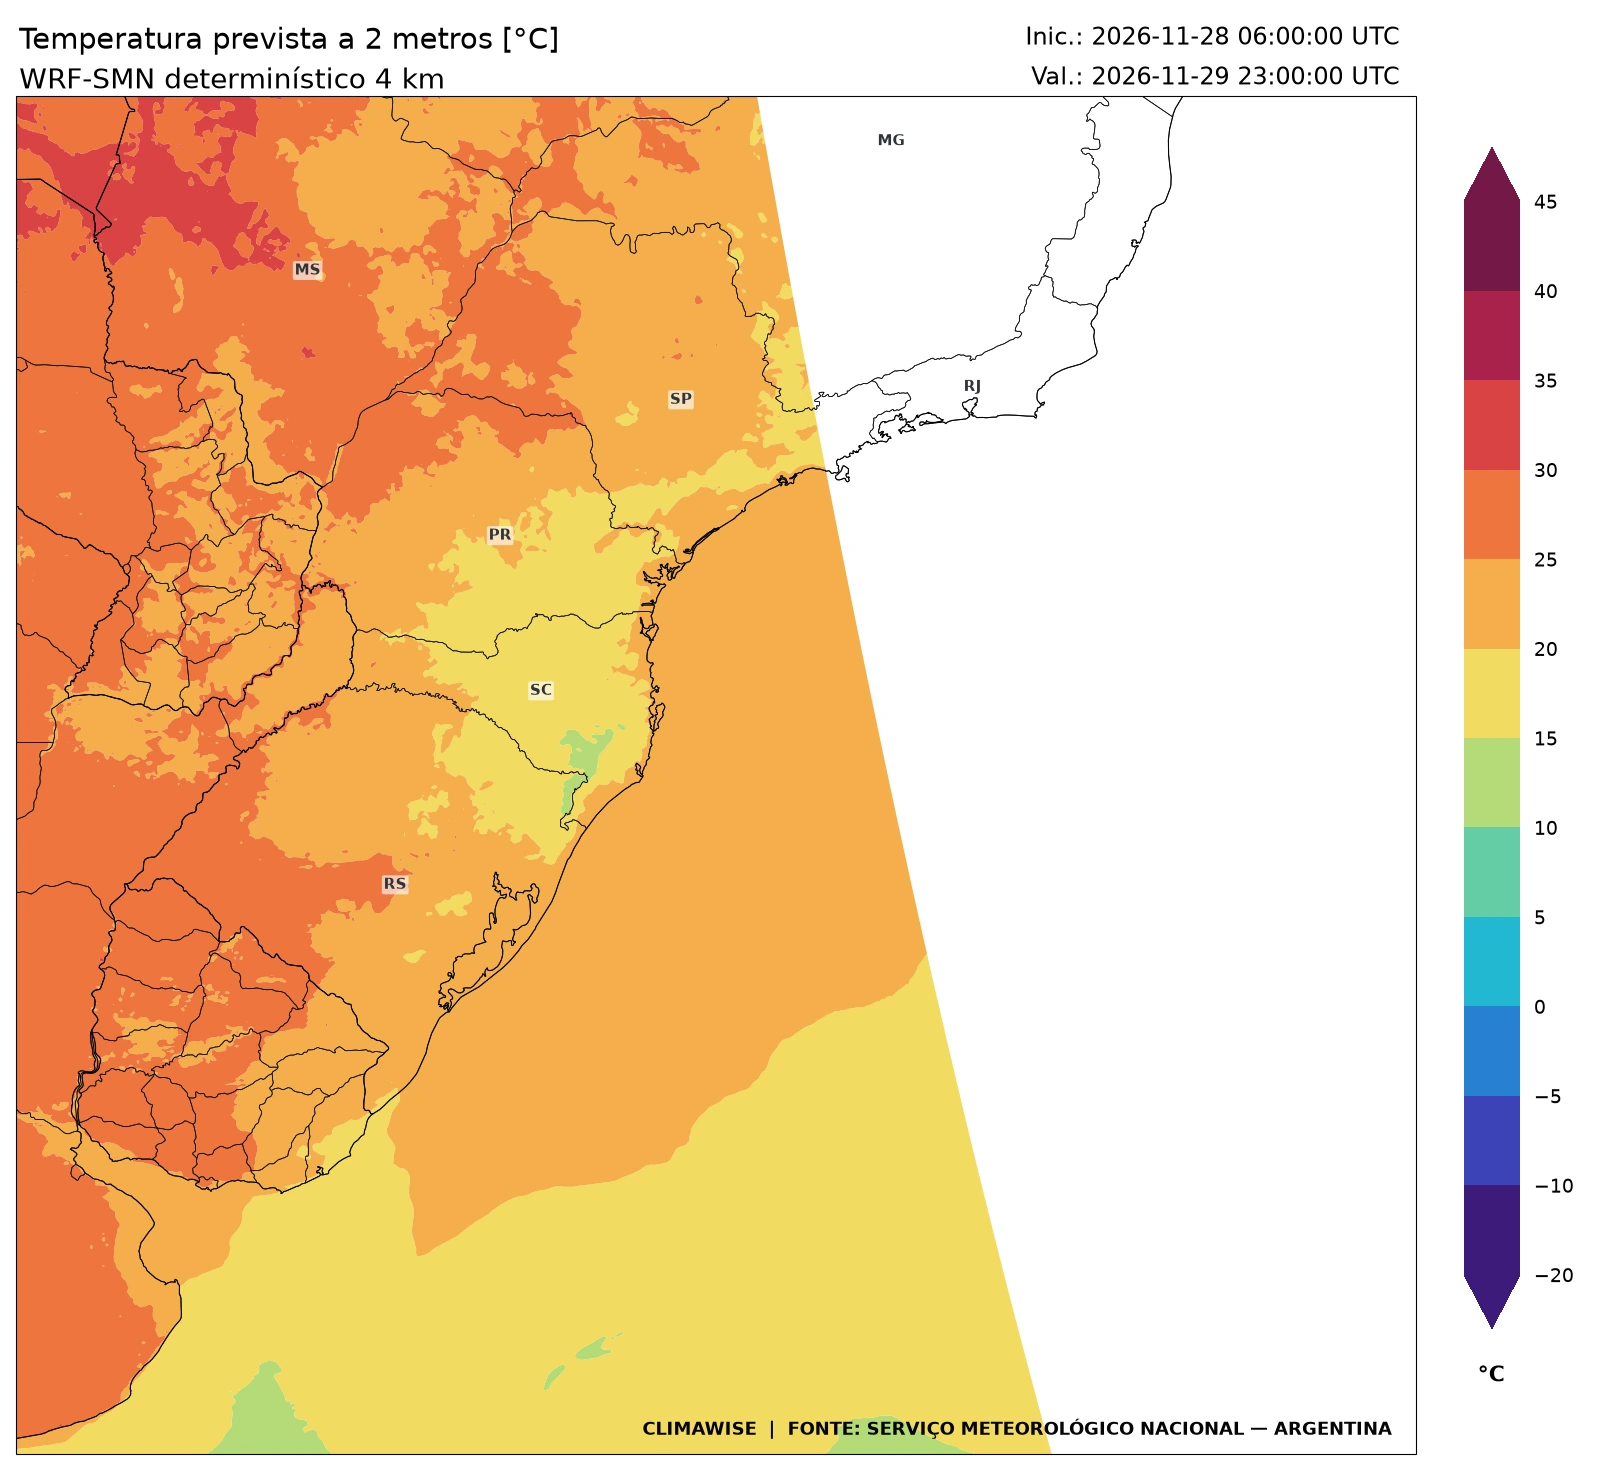 Temperatura prevista a 2 metros [°C]
WRF-SMN determinístico 4 km
Inic.: 2026-11-28 06:00:00 UTC
Val.: 2026-11-29 23:00:00 UTC
MG
MS
RJ
SP
PR
SC
RS
45
40
35
30
25
20
15
10
5
0
−5
−10
−20
°C
CLIMAWISE | FONTE: SERVIÇO METEOROLÓGICO NACIONAL — ARGENTINA